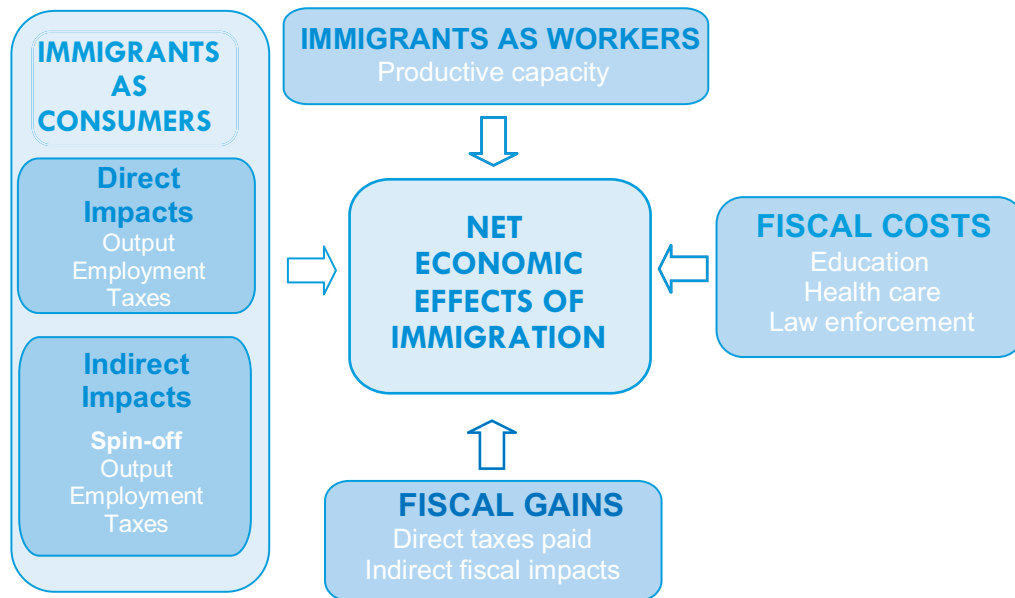 IMMIGRANTS
AS
CONSUMERS
Direct
Impacts
Output
Employment
Taxes
Indirect
Impacts
Spin-off
Output
Employment
Taxes
IMMIGRANTS AS WORKERS
Productive capacity
NET
ECONOMIC
EFFECTS OF
IMMIGRATION
FISCAL COSTS
Education
Health care
Law enforcement
FISCAL GAINS
Direct taxes paid
Indirect fiscal impacts